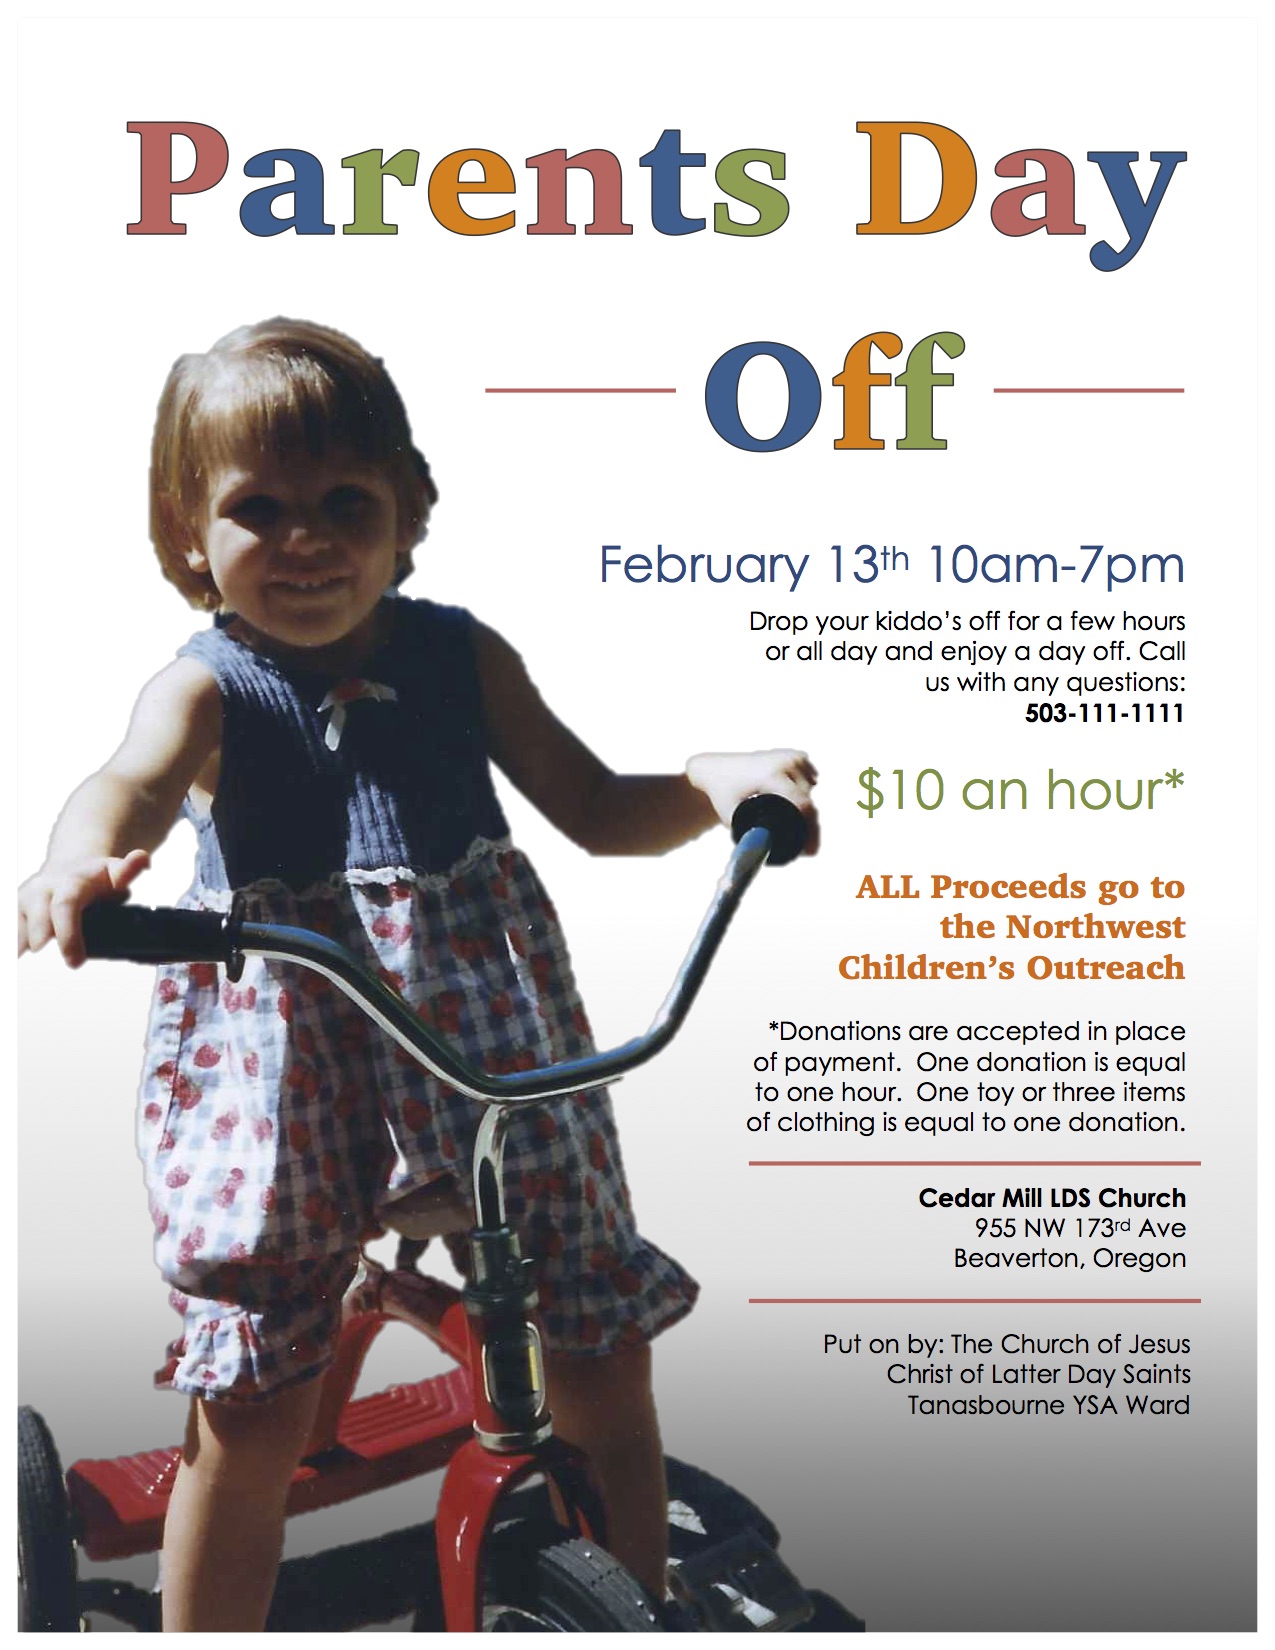 Parents Day
Off
February 13th 10am-7pm
Drop your kiddo's off for a few hours
or all day and enjoy a day off. Call
us with any questions:
503-111-1111
$10 an hour*
ALL Proceeds go to
the Northwest
Children's Outreach
*Donations are accepted in place
of payment.  One donation is equal
to one hour.  One toy or three items
of clothing is equal to one donation.
Cedar Mill LDS Church
955 NW 173rd Ave
Beaverton, Oregon
Put on by: The Church of Jesus
Christ of Latter Day Saints
Tanasbourne YSA Ward